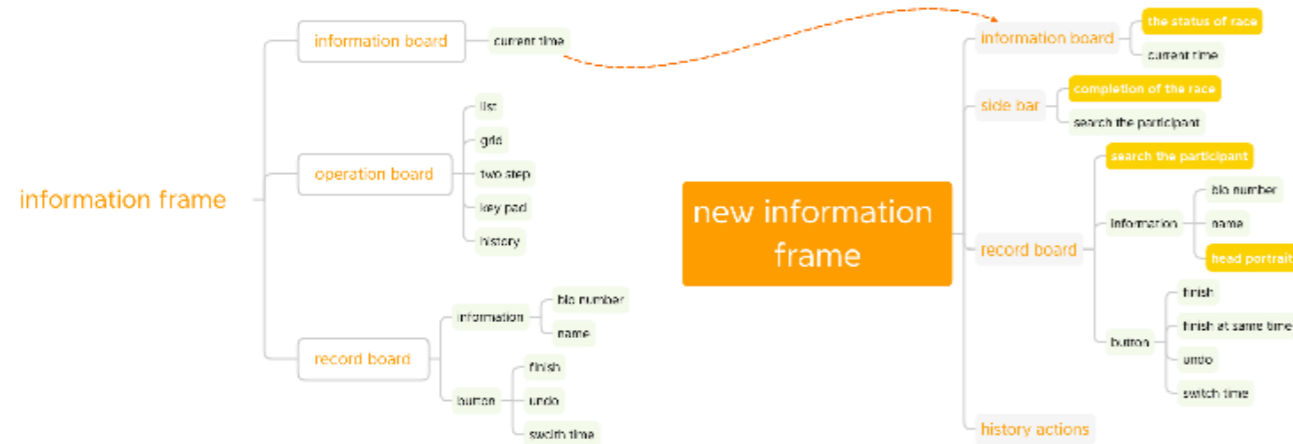 information frame
information board
current time
operation board
list
grid
two step
key pad
history
record board
information
bio number
name
button
finish
undo
swcith time
new information
frame
information board
the status of race
current time
side bar
completion of the race
search the participant
record board
search the participant
information
bio number
name
head portrait
button
finish
finish at same time
undo
switch time
history actions